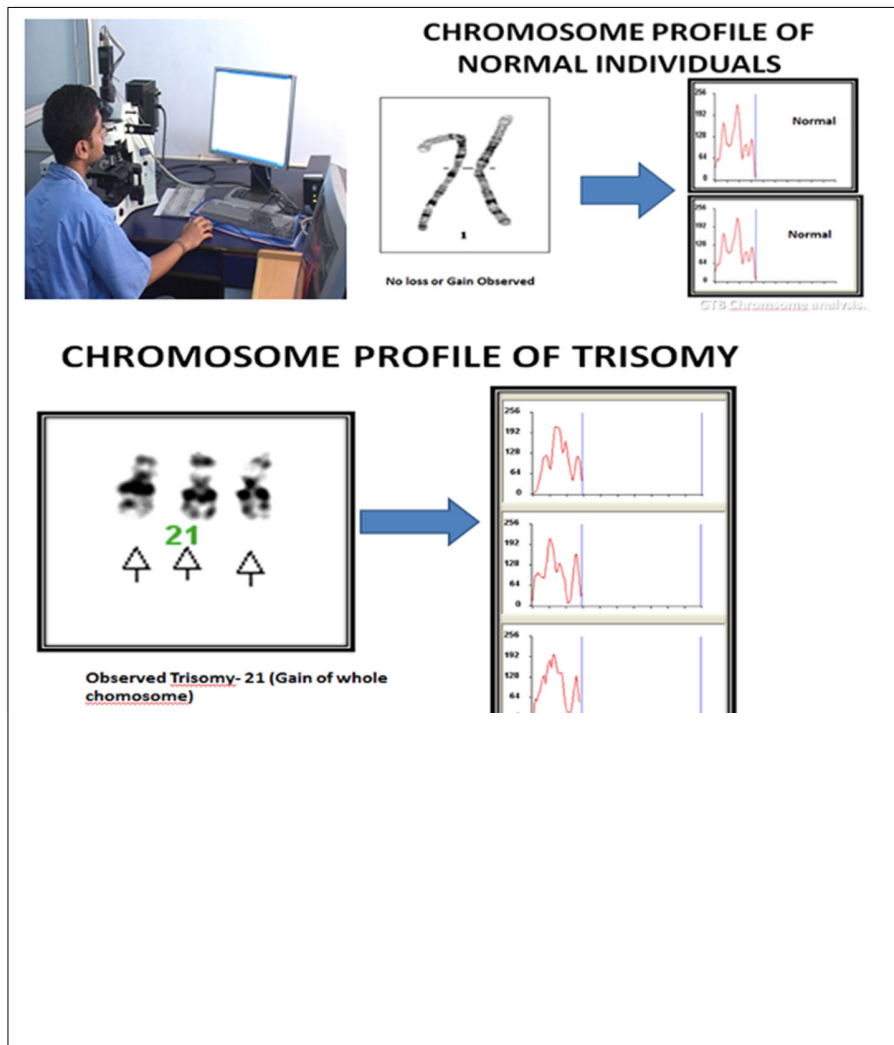 CHROMOSOME PROFILE OF
NORMAL INDIVIDUALS
1
No loss or Gain Observed
256
192
128
64
0
Normal
256
192
128
64
0
Normal
GTB Chromsome analysis.
CHROMOSOME PROFILE OF TRISOMY
21
Observed Trisomy- 21 (Gain of whole
chomosome)
256
192
128
64
0
256
192
128
64
0
256
192
128
64